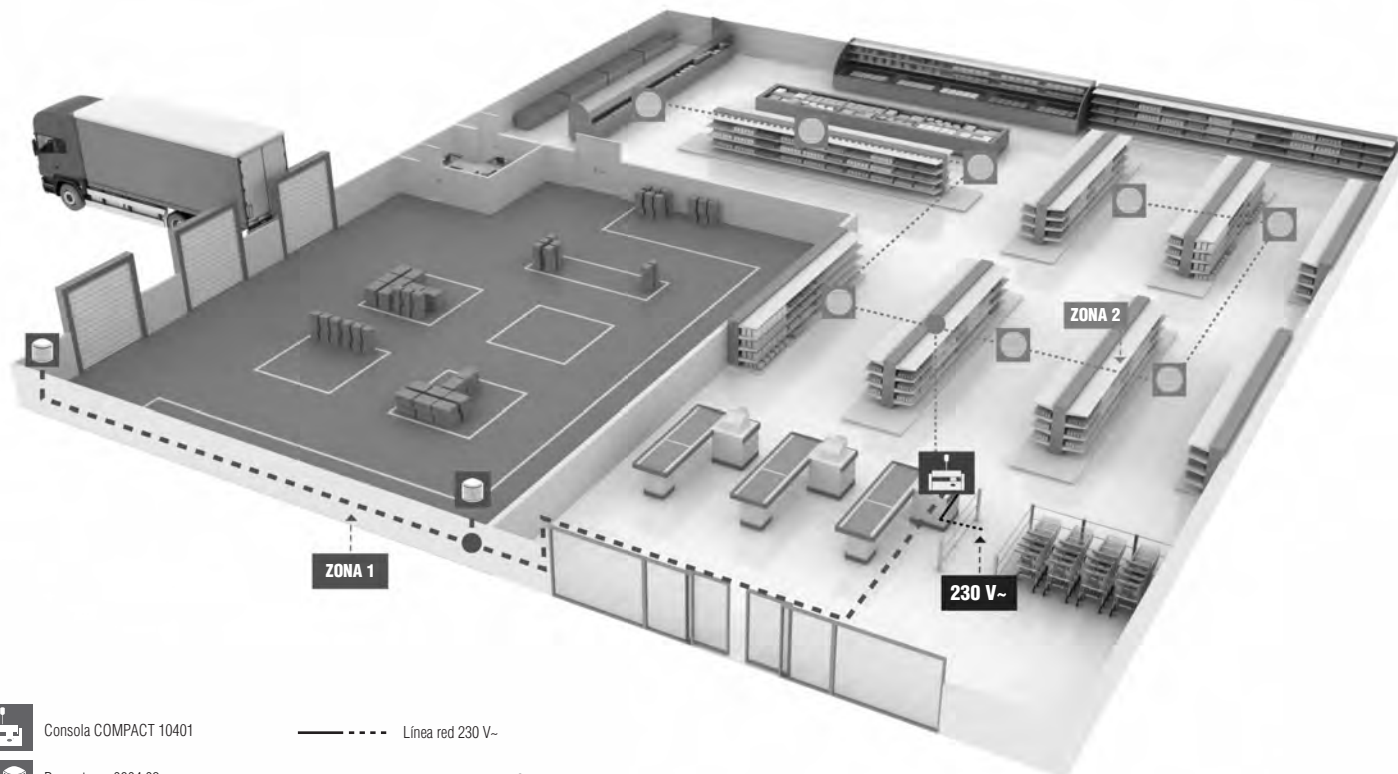 ZONA 2
ZONA 1
230 V~
Consola COMPACT 10401
Línea red 230 V~